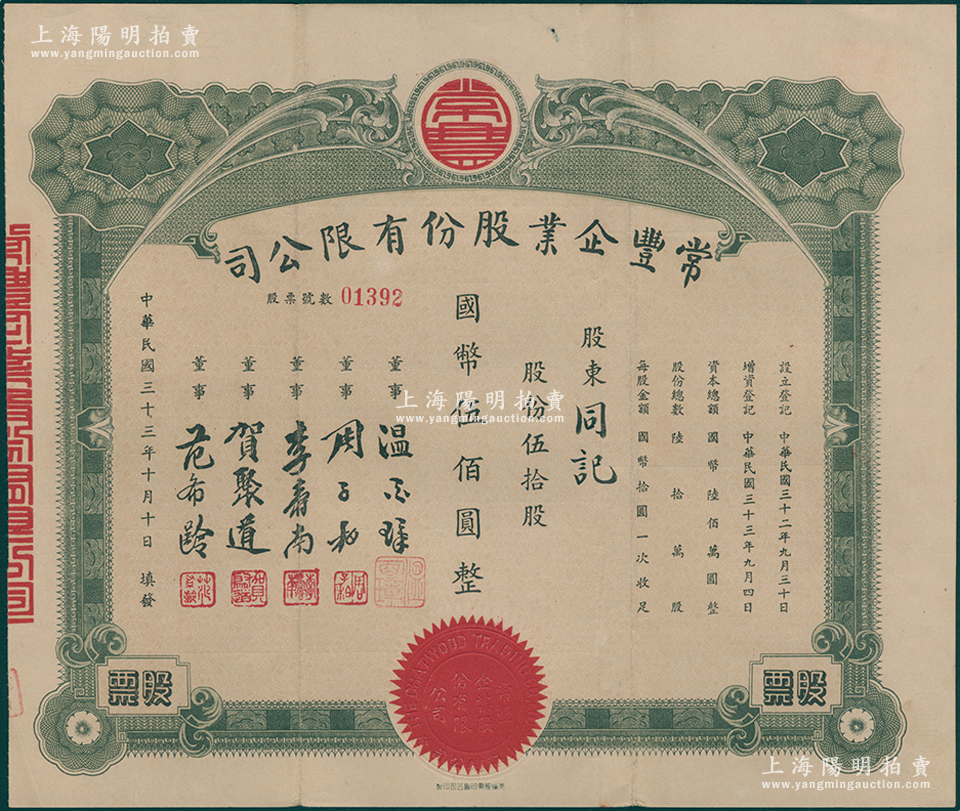 上海陽明拍賣
www.yangmingauction.com
常豐
常豐企業股份有限公司
股票號數 01392
設立登記 中華民國三十二年九月三十日
增資登記 中華民國三十三年九月四日
資本總額 國幣陸佰萬圓整
股份總數 陸拾萬股
每股金額 國幣拾圓一次收足
股東 同記
股份伍拾股
國幣伍佰圓整
董事
董事 周
董事 李
董事 賀聚道
董事 范
中華民國三十三年十月十日 填發
股票
股票
上海陽明拍賣
www.yangmingauction.com
上海陽明拍賣
www.yangmingauction.com